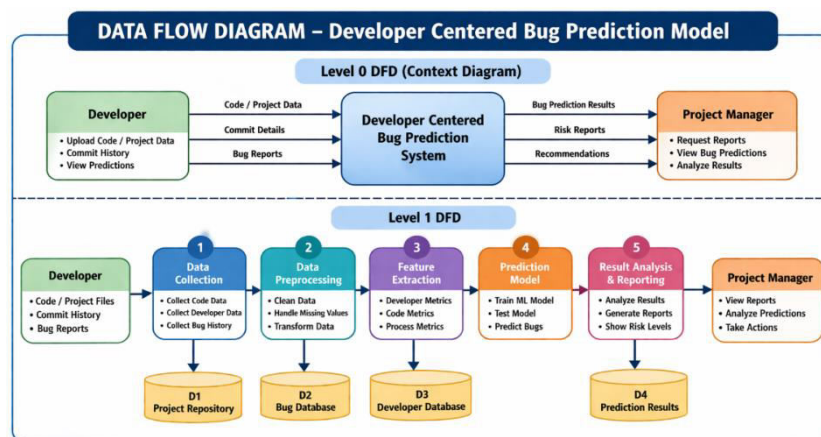 DATA FLOW DIAGRAM – Developer Centered Bug Prediction Model
Level 0 DFD (Context Diagram)
Developer
• Upload Code / Project Data
• Commit History
• View Predictions
Code / Project Data
Commit Details
Bug Reports
Developer Centered
Bug Prediction
System
Bug Prediction Results
Risk Reports
Recommendations
Project Manager
• Request Reports
• View Bug Predictions
• Analyze Results
Level 1 DFD
Developer
• Code / Project Files
• Commit History
• Bug Reports
1
Data
Collection
• Collect Code Data
• Collect Developer Data
• Collect Bug History
2
Data
Preprocessing
• Clean Data
• Handle Missing Values
• Transform Data
3
Feature
Extraction
• Developer Metrics
• Code Metrics
• Process Metrics
4
Prediction
Model
• Train ML Model
• Test Model
• Predict Bugs
5
Result Analysis
& Reporting
• Analyze Results
• Generate Reports
• Show Risk Levels
Project Manager
• View Reports
• Analyze Predictions
• Take Actions
D1
Project Repository
D2
Bug Database
D3
Developer Database
D4
Prediction Results